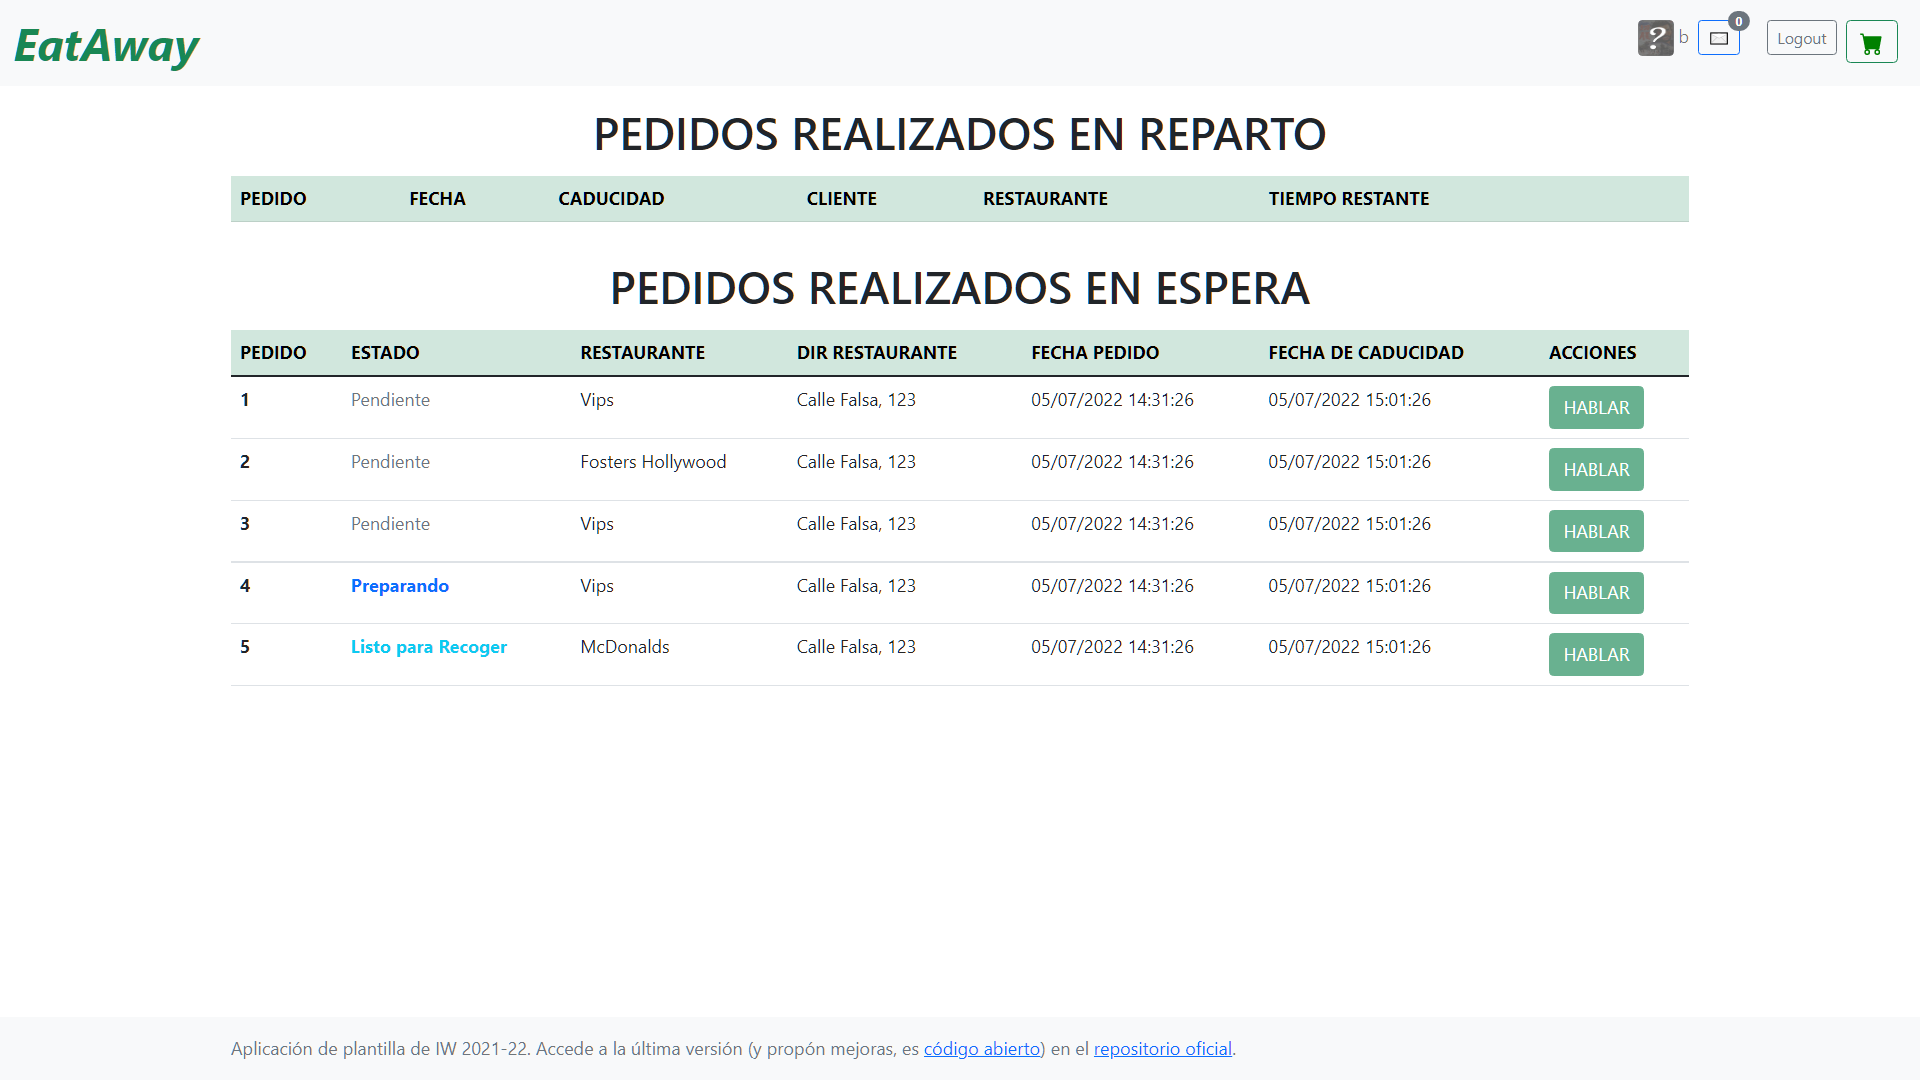 EatAway
? b 0 Logout
PEDIDOS REALIZADOS EN REPARTO
PEDIDO FECHA CADUCIDAD CLIENTE RESTAURANTE TIEMPO RESTANTE
PEDIDOS REALIZADOS EN ESPERA
PEDIDO ESTADO RESTAURANTE DIR RESTAURANTE FECHA PEDIDO FECHA DE CADUCIDAD ACCIONES
1 Pendiente Vips Calle Falsa, 123 05/07/2022 14:31:26 05/07/2022 15:01:26 HABLAR
2 Pendiente Fosters Hollywood Calle Falsa, 123 05/07/2022 14:31:26 05/07/2022 15:01:26 HABLAR
3 Pendiente Vips Calle Falsa, 123 05/07/2022 14:31:26 05/07/2022 15:01:26 HABLAR
4 Preparando Vips Calle Falsa, 123 05/07/2022 14:31:26 05/07/2022 15:01:26 HABLAR
5 Listo para Recoger McDonalds Calle Falsa, 123 05/07/2022 14:31:26 05/07/2022 15:01:26 HABLAR
Aplicación de plantilla de IW 2021-22. Accede a la última versión (y propón mejoras, es código abierto) en el repositorio oficial.